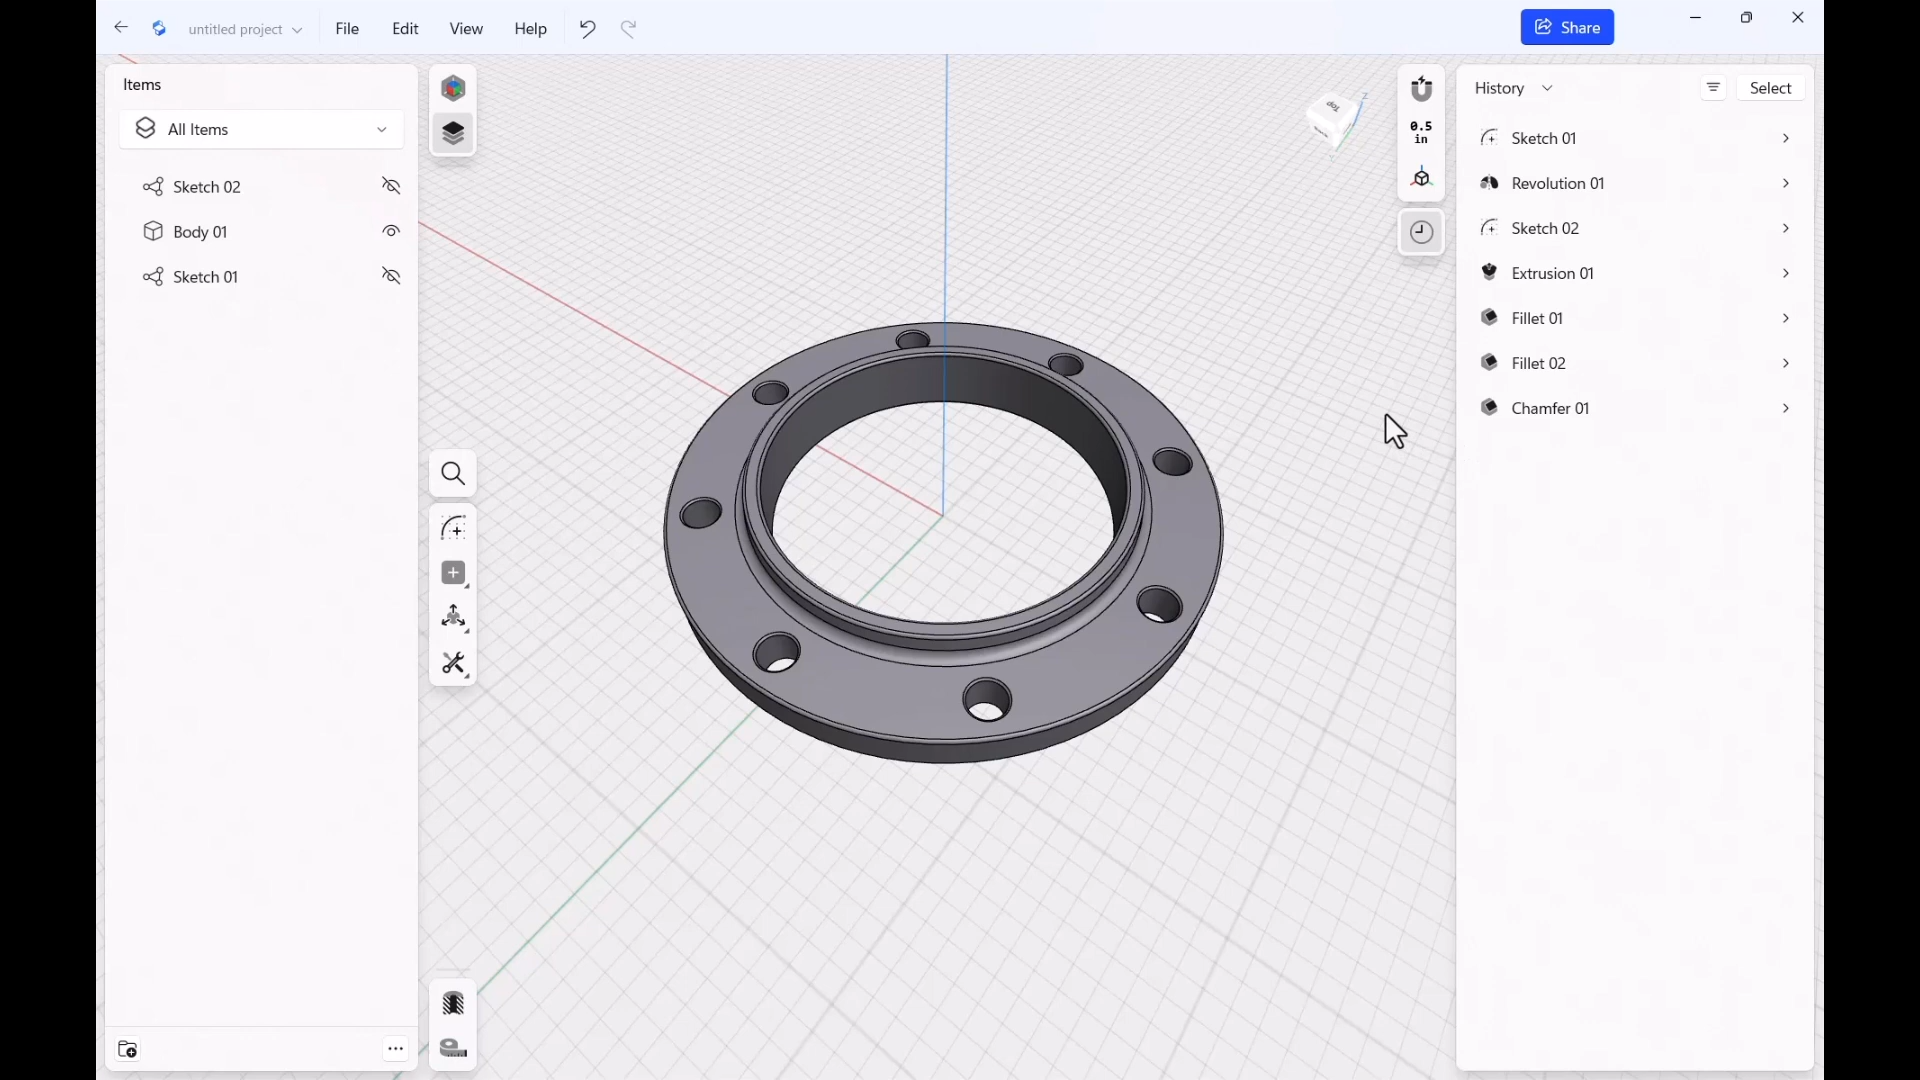 untitled project
File
Edit
View
Help
Share
Items
All Items
Sketch 02
Body 01
Sketch 01
Top
Z
0.5
in
History
Select
Sketch 01
Revolution 01
Sketch 02
Extrusion 01
Fillet 01
Fillet 02
Chamfer 01